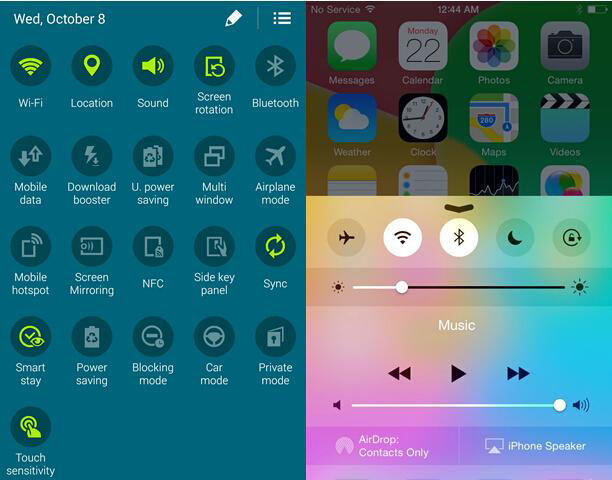 Wed, October 8
Wi-Fi
Location
Sound
Screen
rotation
Bluetooth
Mobile
data
Download
booster
U. power
saving
Multi
window
Airplane
mode
Mobile
hotspot
Screen
Mirroring
NFC
Side key
panel
Sync
Smart
stay
Power
saving
Blocking
mode
Car
mode
Private
mode
Touch
sensitivity
No Service
12:44 AM
Monday
22
Messages
Calendar
Photos
Camera
280
Weather
Clock
Maps
Videos
Music
AirDrop:
Contacts Only
iPhone Speaker